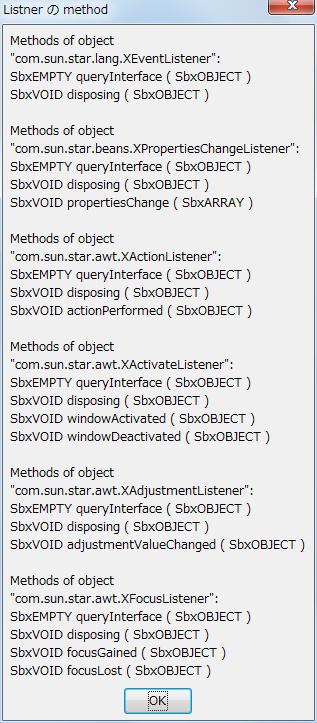 Listner の method
Methods of object
"com.sun.star.lang.XEventListener":
SbxEMPTY queryInterface ( SbxOBJECT )
SbxVOID disposing ( SbxOBJECT )
Methods of object
"com.sun.star.beans.XPropertiesChangeListener":
SbxEMPTY queryInterface ( SbxOBJECT )
SbxVOID disposing ( SbxOBJECT )
SbxVOID propertiesChange ( SbxARRAY )
Methods of object
"com.sun.star.awt.XActionListener":
SbxEMPTY queryInterface ( SbxOBJECT )
SbxVOID disposing ( SbxOBJECT )
SbxVOID actionPerformed ( SbxOBJECT )
Methods of object
"com.sun.star.awt.XActivateListener":
SbxEMPTY queryInterface ( SbxOBJECT )
SbxVOID disposing ( SbxOBJECT )
SbxVOID windowActivated ( SbxOBJECT )
SbxVOID windowDeactivated ( SbxOBJECT )
Methods of object
"com.sun.star.awt.XAdjustmentListener":
SbxEMPTY queryInterface ( SbxOBJECT )
SbxVOID disposing ( SbxOBJECT )
SbxVOID adjustmentValueChanged ( SbxOBJECT )
Methods of object
"com.sun.star.awt.XFocusListener":
SbxEMPTY queryInterface ( SbxOBJECT )
SbxVOID disposing ( SbxOBJECT )
SbxVOID focusGained ( SbxOBJECT )
SbxVOID focusLost ( SbxOBJECT )
OK